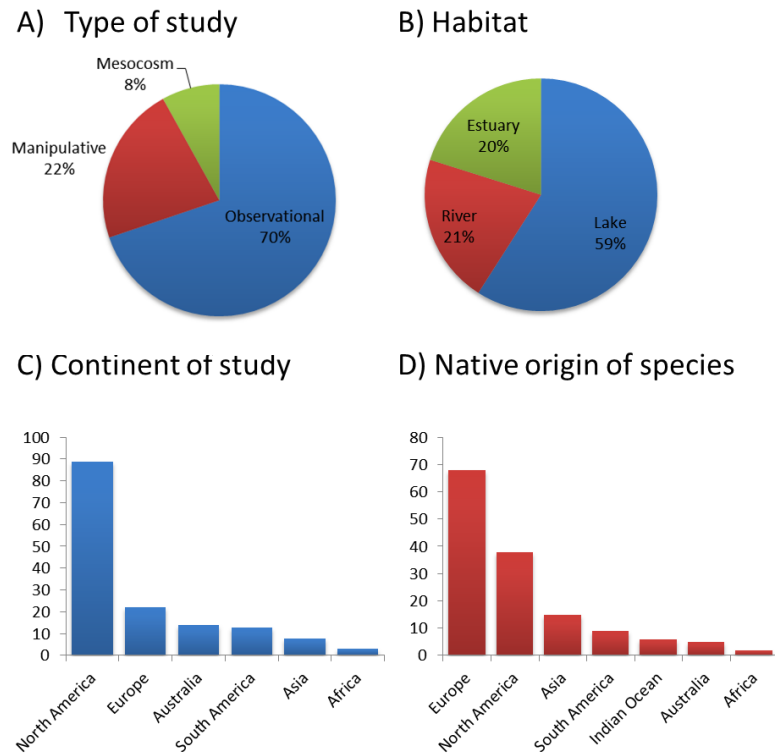 A) Type of study
Mesocosm
8%
Manipulative
22%
Observational
70%
B) Habitat
Estuary
20%
River
21%
Lake
59%
C) Continent of study
100
90
80
70
60
50
40
30
20
10
0
North America
Europe
Australia
South America
Asia
Africa
D) Native origin of species
80
70
60
50
40
30
20
10
0
Europe
North America
Asia
South America
Indian Ocean
Australia
Africa